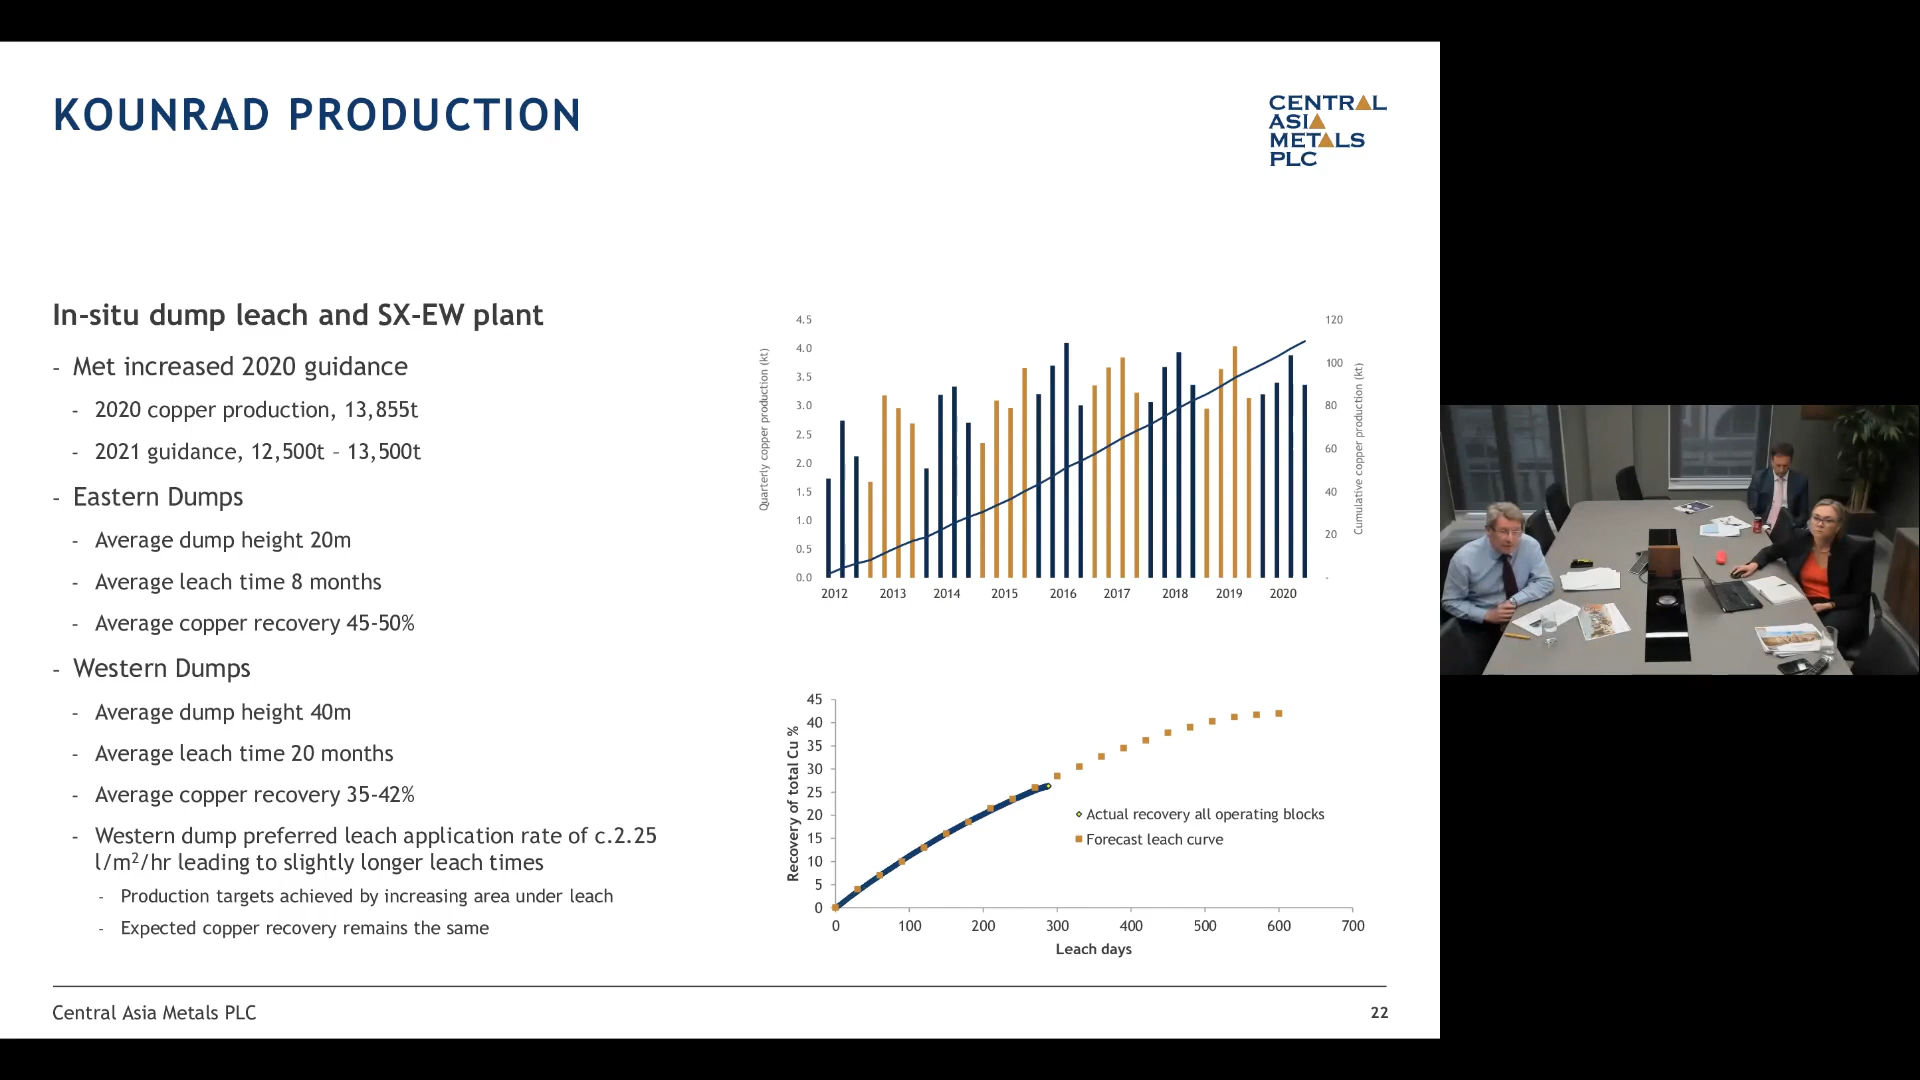 KOUNRAD PRODUCTION
CENTRAL
ASIA
METALS
PLC
In-situ dump leach and SX-EW plant
- Met increased 2020 guidance
- 2020 copper production, 13,855t
- 2021 guidance, 12,500t – 13,500t
- Eastern Dumps
- Average dump height 20m
- Average leach time 8 months
- Average copper recovery 45-50%
- Western Dumps
- Average dump height 40m
- Average leach time 20 months
- Average copper recovery 35-42%
- Western dump preferred leach application rate of c.2.25
l/m²/hr leading to slightly longer leach times
- Production targets achieved by increasing area under leach
- Expected copper recovery remains the same
Quarterly copper production (kt)
4.5
4.0
3.5
3.0
2.5
2.0
1.5
1.0
0.5
0.0
2012 2013 2014 2015 2016 2017 2018 2019 2020
120
100
80
60
40
20
-
Cumulative copper production (kt)
Recovery of total Cu %
45
40
35
30
25
20
15
10
5
0
0 100 200 300 400 500 600 700
Leach days
Actual recovery all operating blocks
Forecast leach curve
Central Asia Metals PLC
22